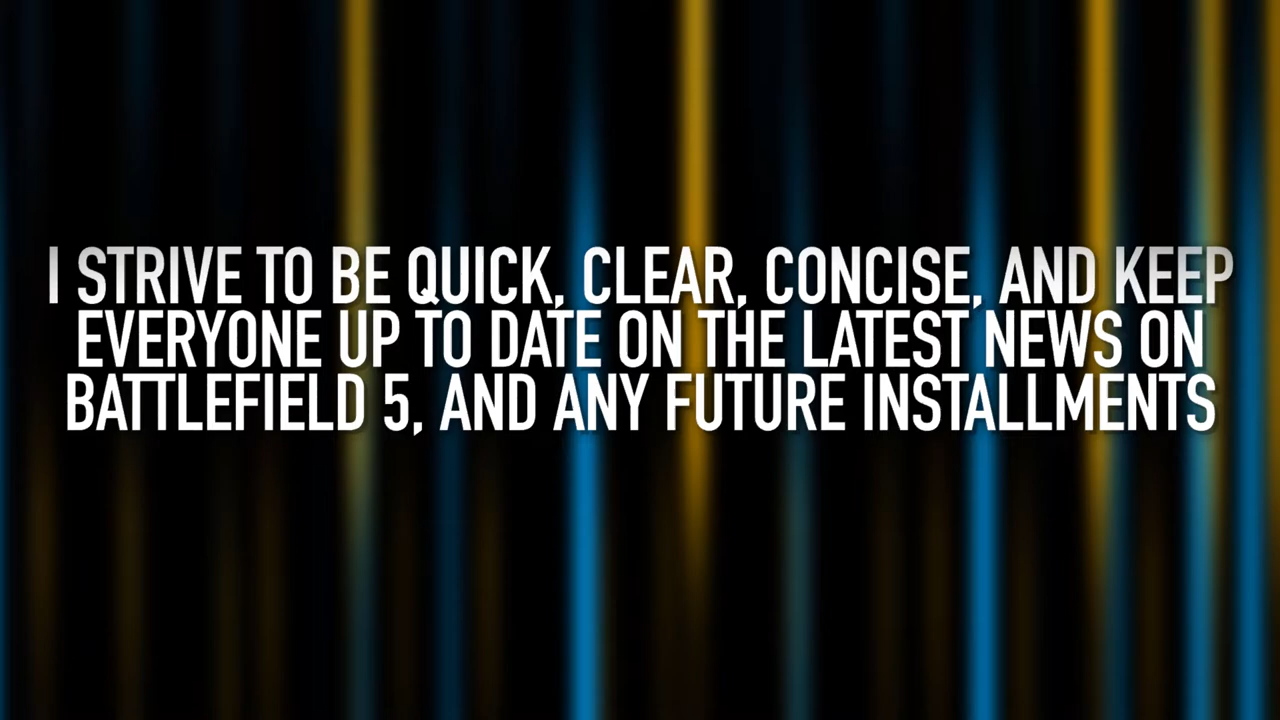 I STRIVE TO BE QUICK, CLEAR, CONCISE, AND KEEP
EVERYONE UP TO DATE ON THE LATEST NEWS ON
BATTLEFIELD 5, AND ANY FUTURE INSTALLMENTS